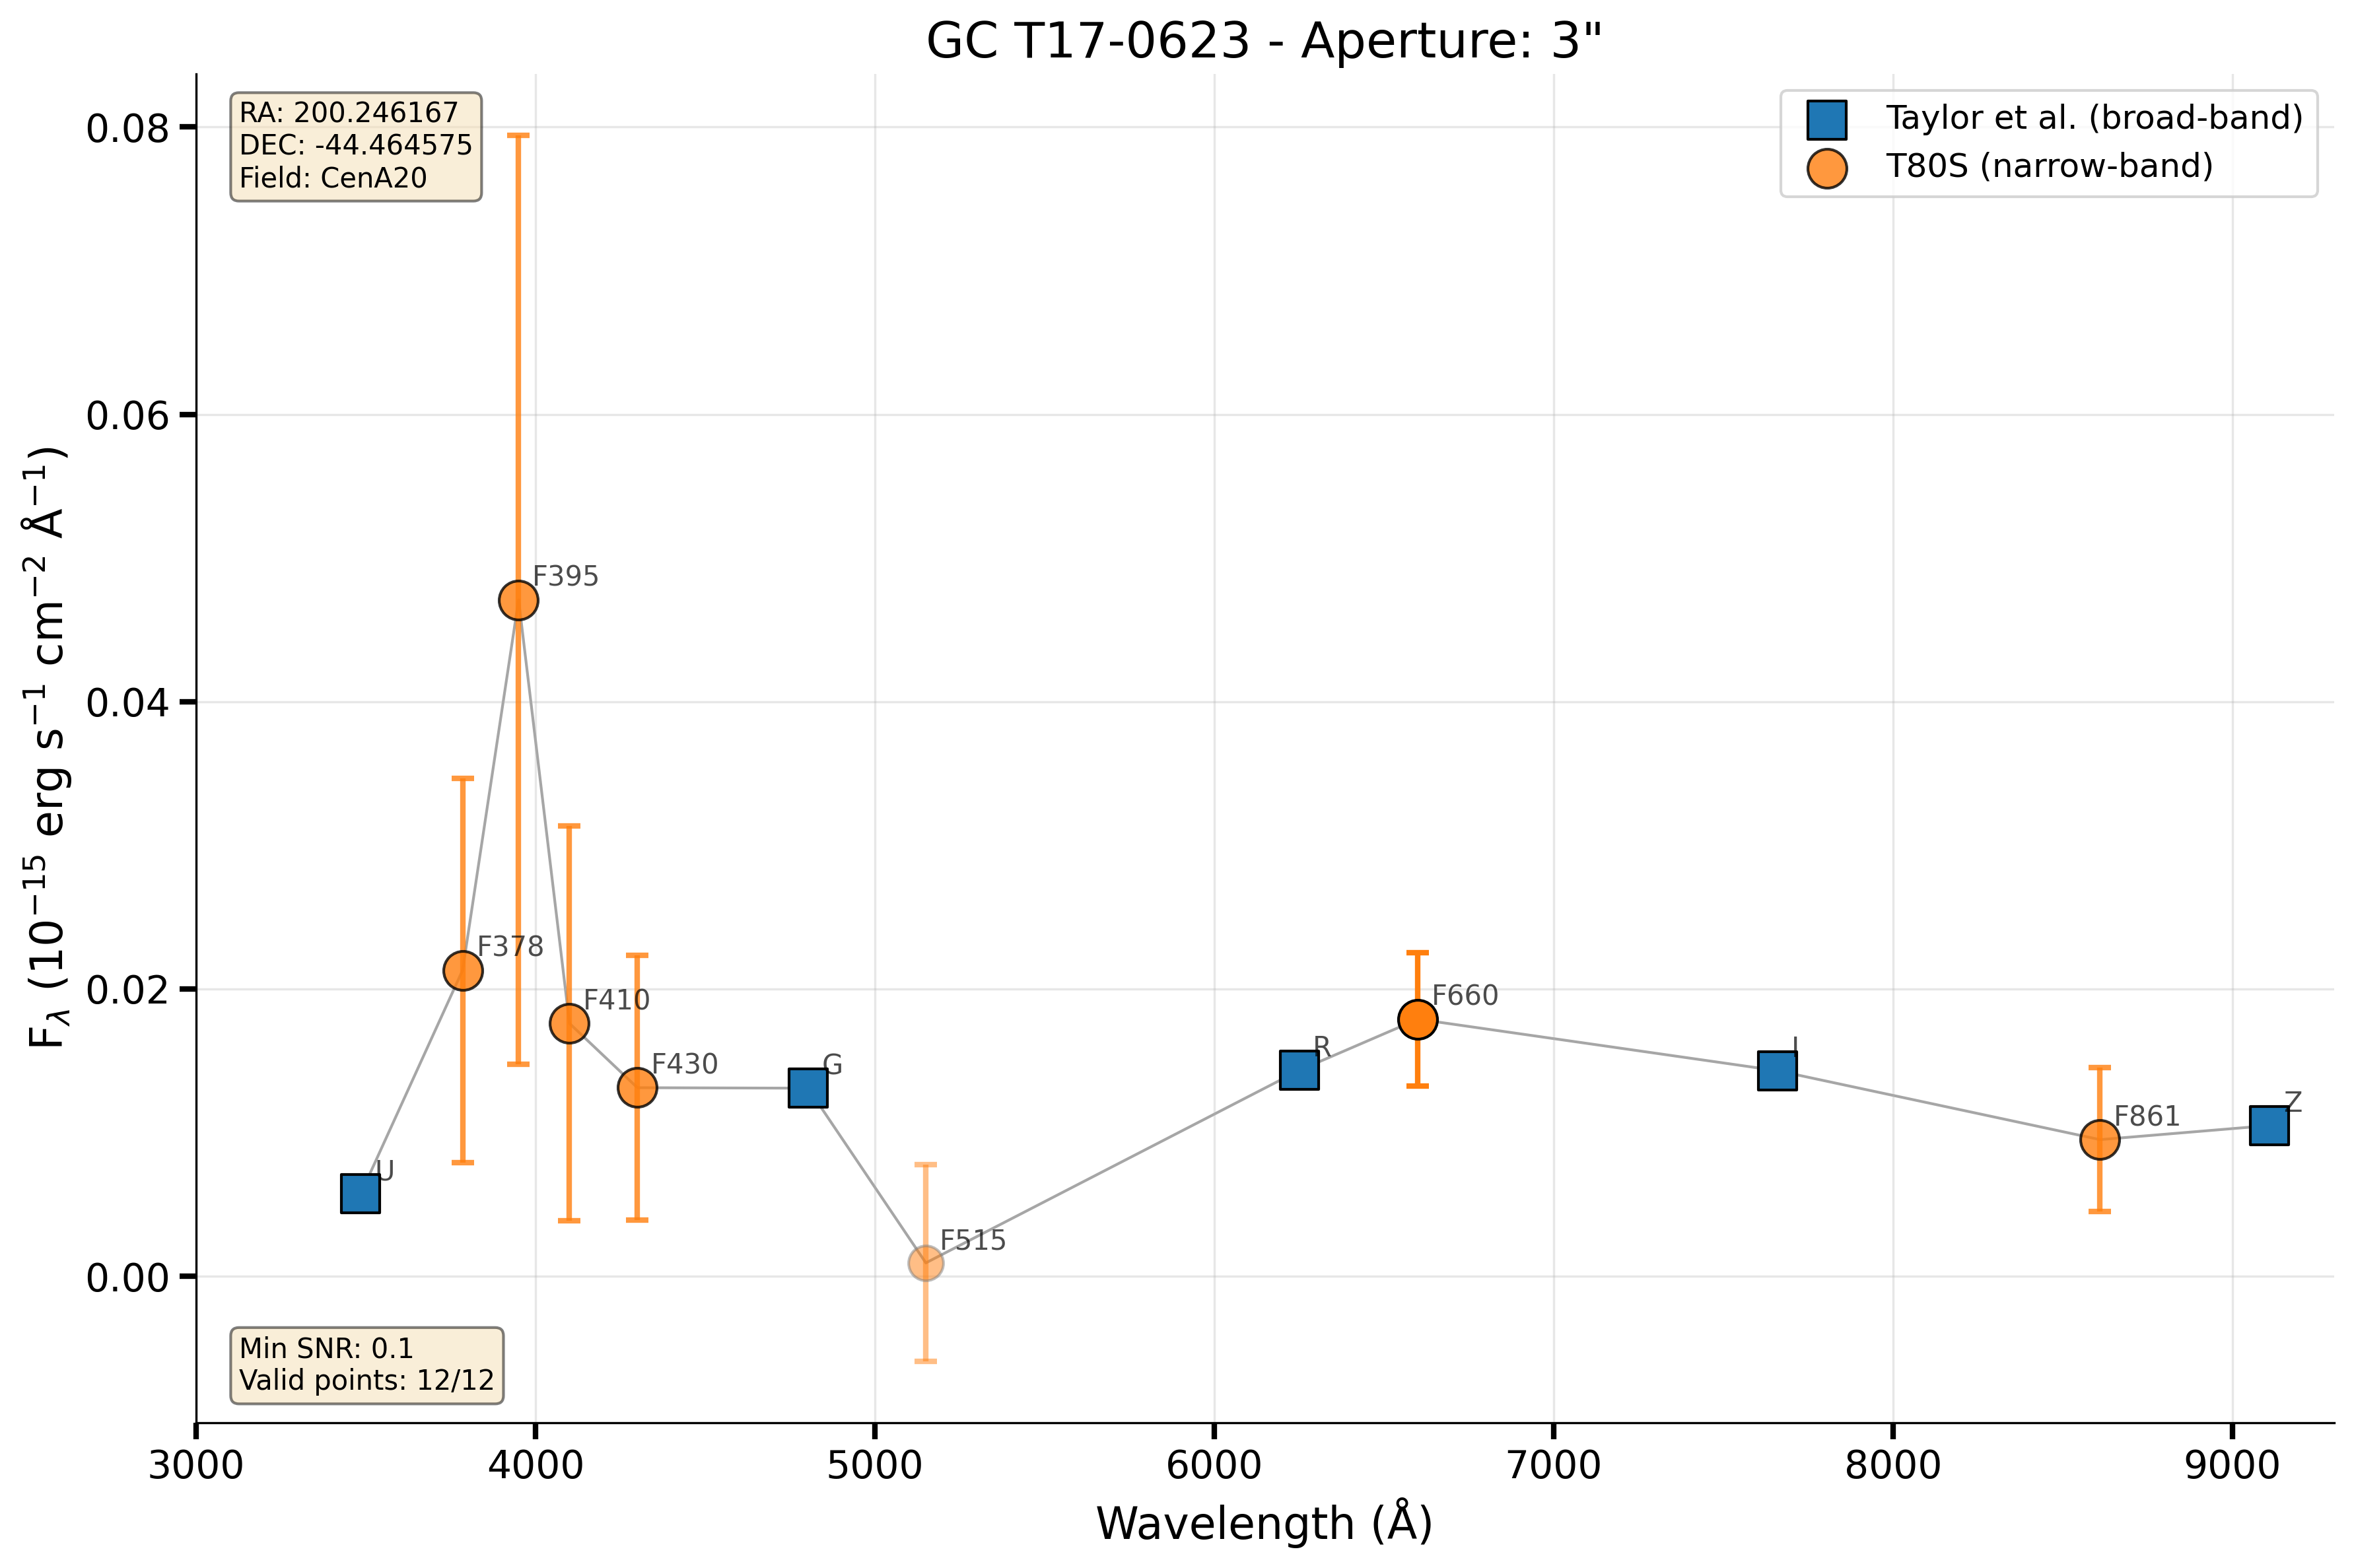 GC T17-0623 - Aperture: 3"
RA: 200.246167
DEC: -44.464575
Field: CenA20
Taylor et al. (broad-band)
T80S (narrow-band)
0.08
0.06
0.04
0.02
0.00
F_λ (10⁻¹⁵ erg s⁻¹ cm⁻² Å⁻¹)
F395
F378
F410
F430
G
U
F515
R
F660
I
F861
Z
Min SNR: 0.1
Valid points: 12/12
3000 4000 5000 6000 7000 8000 9000
Wavelength (Å)